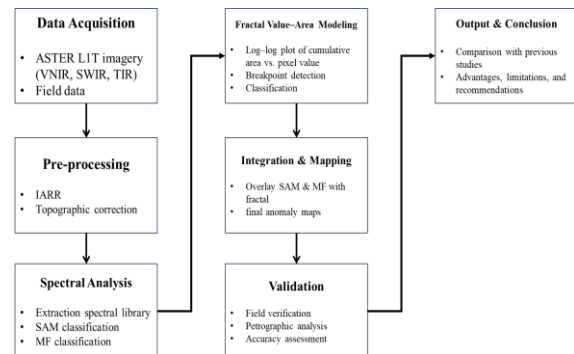 Data Acquisition
ASTER L1T imagery
(VNIR, SWIR, TIR)
Field data
Pre-processing
IARR
Topographic correction
Spectral Analysis
Extraction spectral library
SAM classification
MF classification
Fractal Value–Area Modeling
Log–log plot of cumulative
area vs. pixel value
Breakpoint detection
Classification
Integration & Mapping
Overlay SAM & MF with
fractal
final anomaly maps
Validation
Field verification
Petrographic analysis
Accuracy assessment
Output & Conclusion
Comparison with previous
studies
Advantages, limitations, and
recommendations